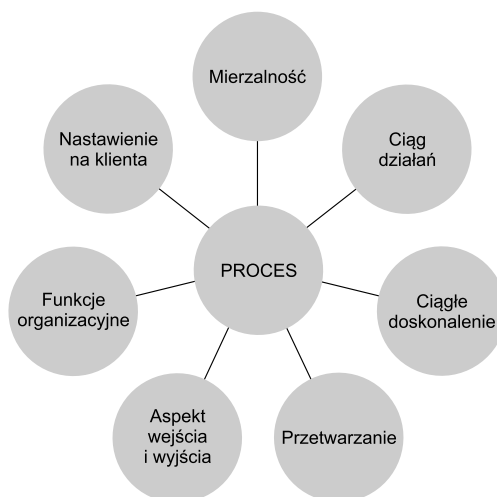 Mierzalność
Nastawienie
na klienta
Ciąg
działań
PROCES
Funkcje
organizacyjne
Ciągłe
doskonalenie
Aspekt
wejścia
i wyjścia
Przetwarzanie